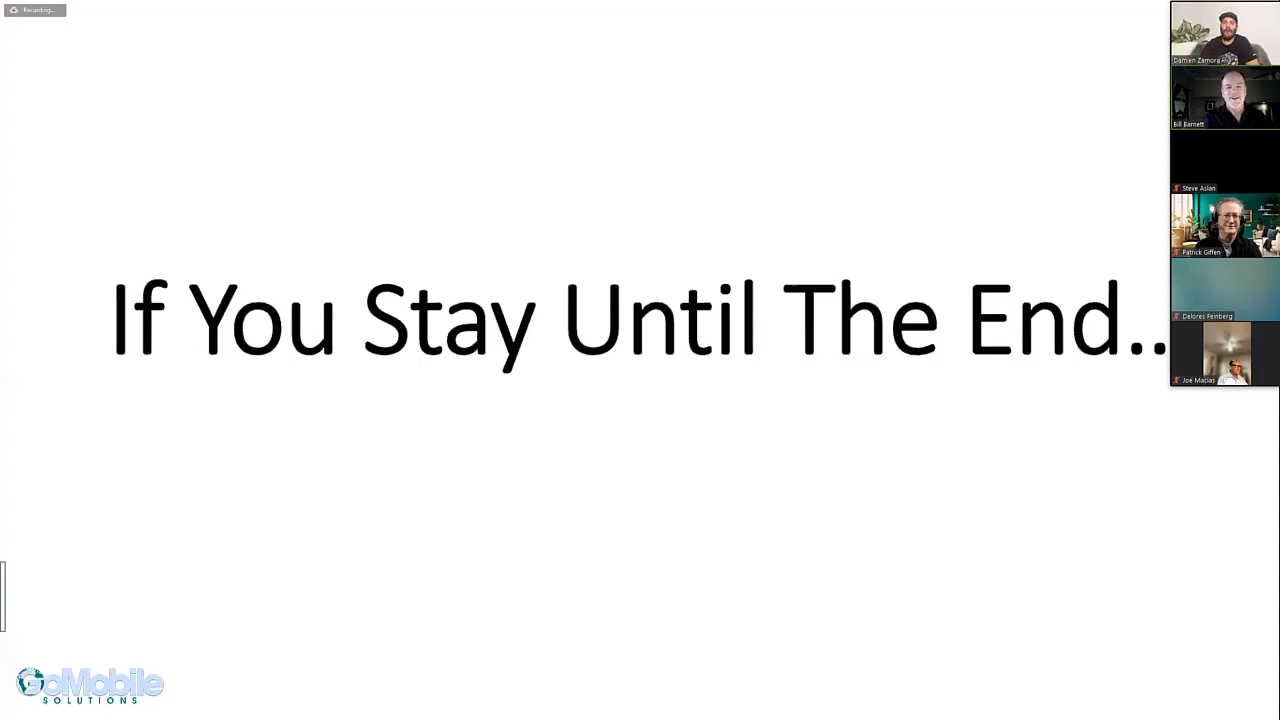 Recording...
Damien Zamora
Bill Barnett
Steve Aslan
Patrick Giffen
Delores Feinberg
Joe Macias
If You Stay Until The End..
GoMobile
SOLUTIONS